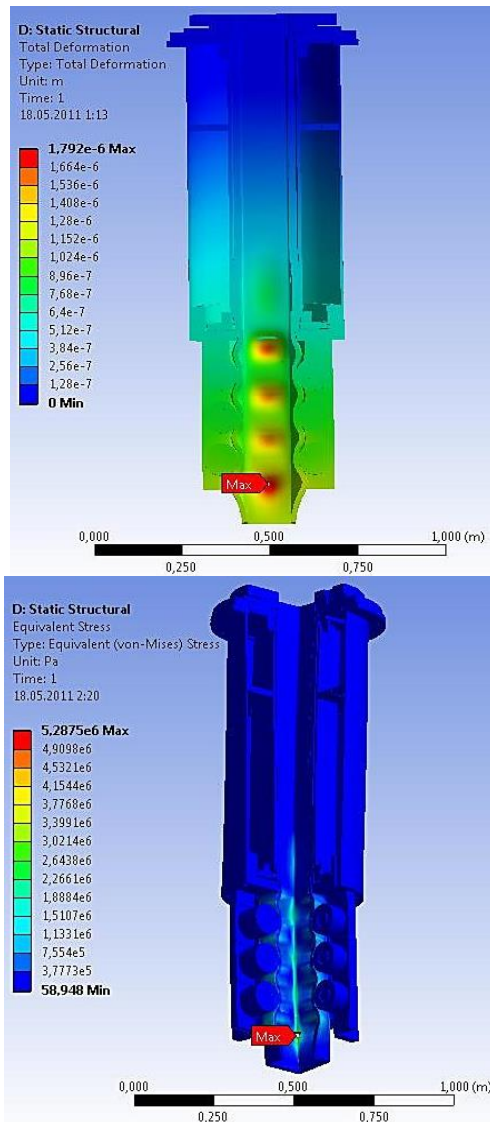 D: Static Structural
Total Deformation
Type: Total Deformation
Unit: m
Time: 1
18.05.2011 1:13
1,792e-6 Max
1,664e-6
1,536e-6
1,408e-6
1,28e-6
1,152e-6
1,024e-6
8,96e-7
7,68e-7
6,4e-7
5,12e-7
3,84e-7
2,56e-7
1,28e-7
0 Min
Max
0,000 0,500 1,000 (m)
0,250 0,750
D: Static Structural
Equivalent Stress
Type: Equivalent (von-Mises) Stress
Unit: Pa
Time: 1
18.05.2011 2:20
5,2875e6 Max
4,9098e6
4,5321e6
4,1544e6
3,7768e6
3,3991e6
3,0214e6
2,6438e6
2,2661e6
1,8884e6
1,5107e6
1,1331e6
7,554e5
3,7773e5
58,948 Min
Max
0,000 0,500 1,000 (m)
0,250 0,750